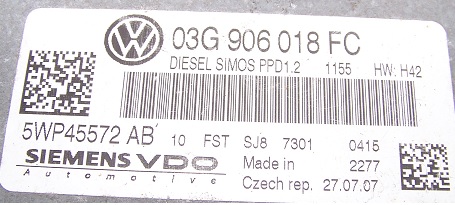 03G 906 018 FC
DIESEL SIMOS PPD1.2 1155 HW: H42
5WP45572 AB 10 FST SJ8 7301 0415
SIEMENS VDO Made in 2277
Automotive Czech rep. 27.07.07